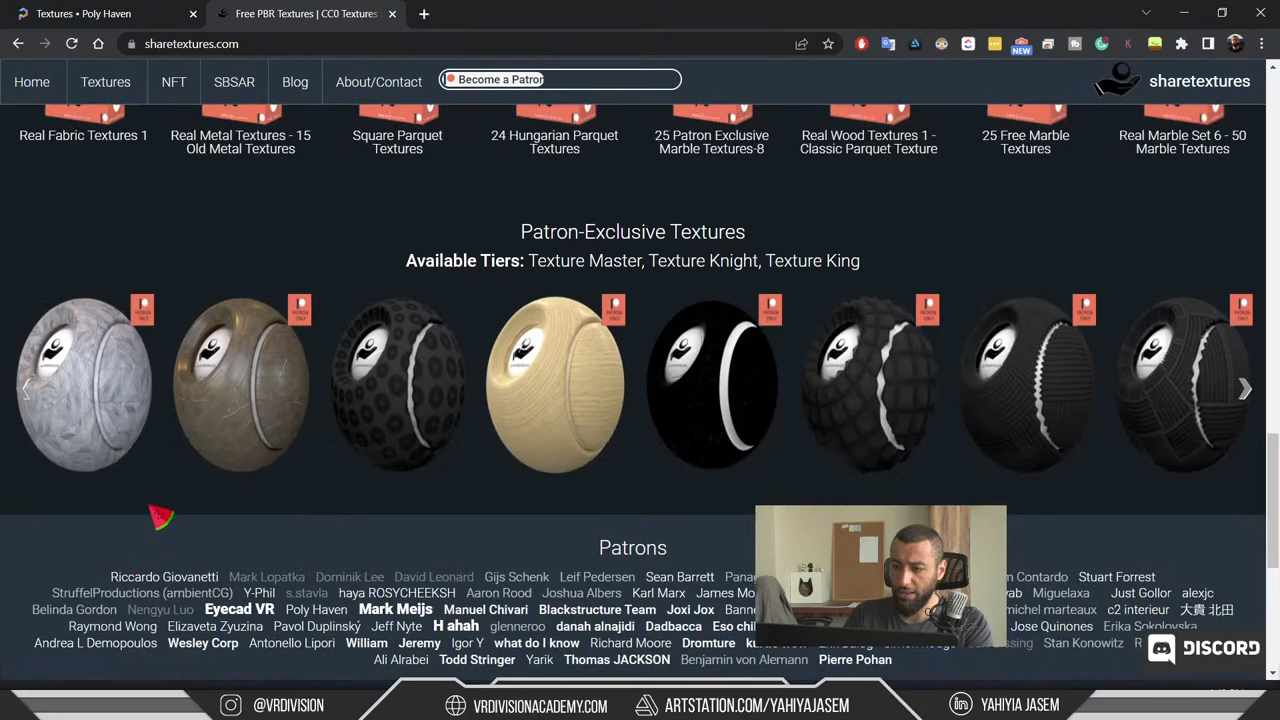 Textures • Poly Haven
Free PBR Textures | CC0 Textures
sharetextures.com
NEW
Home
Textures
NFT
SBSAR
Blog
About/Contact
Become a Patron
sharetextures
Real Fabric Textures 1
Real Metal Textures - 15
Old Metal Textures
Square Parquet
Textures
24 Hungarian Parquet
Textures
25 Patron Exclusive
Marble Textures-8
Real Wood Textures 1 -
Classic Parquet Texture
25 Free Marble
Textures
Real Marble Set 6 - 50
Marble Textures
Patron-Exclusive Textures
Available Tiers: Texture Master, Texture Knight, Texture King
Patrons
Riccardo Giovanetti Mark Lopatka Dominik Lee David Leonard Gijs Schenk Leif Pedersen Sean Barrett Contardo Stuart Forrest
StruffelProductions (ambientCG) Y-Phil s.stavla haya ROSYCHEEKSH Aaron Rood Joshua Albers Karl Marx James Mo Miguelaxa Just Gollor alexjc
Belinda Gordon Nengyu Luo Eyecad VR Poly Haven Mark Meijs Manuel Chivari Blackstructure Team Joxi Jox michel marteaux c2 interieur 大貴 北田
Raymond Wong Elizaveta Zyuzina Pavol Duplinský Jeff Nyte H ahah glenneroo danah alnajidi Dadbacca Eso Jose Quinones Erika Sokolovska
Andrea L Demopoulos Wesley Corp Antonello Lipori William Jeremy Igor Y what do I know Richard Moore Dromture Stan Konowitz
Ali Alrabei Todd Stringer Yarik Thomas JACKSON Benjamin von Alemann Pierre Pohan
DISCORD
@VRDIVISION
VRDIVISIONACADEMY.COM
ARTSTATION.COM/YAHIYAJASEM
YAHIYIA JASEM